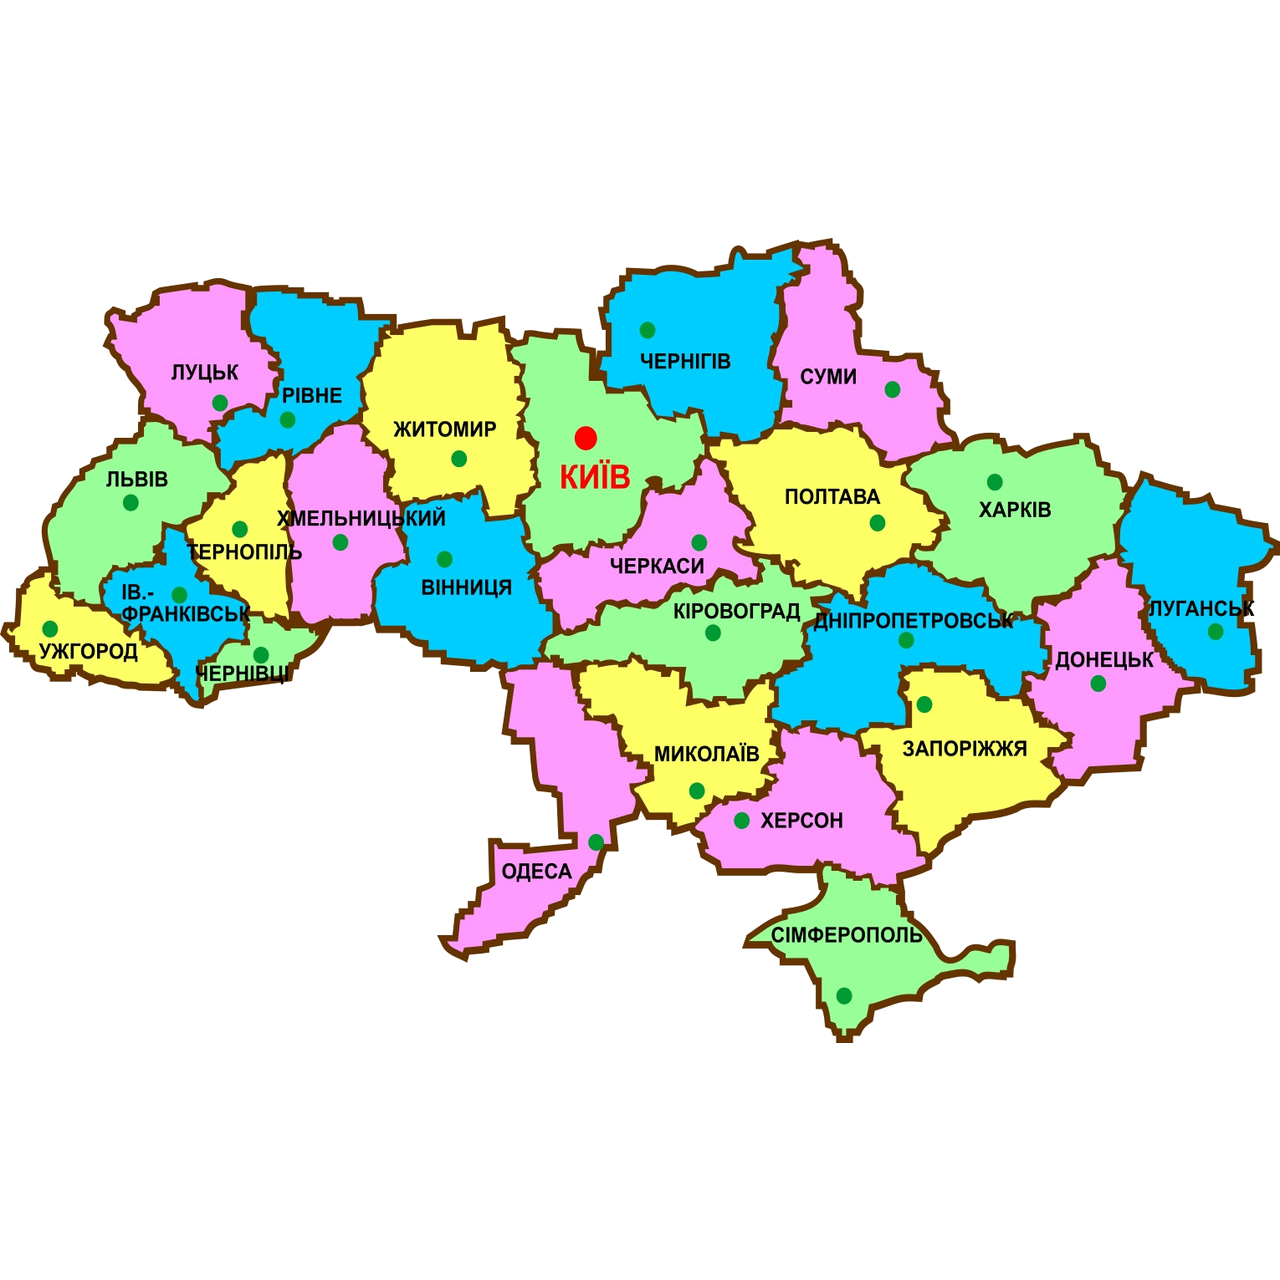 ЧЕРНІГІВ
ЛУЦЬК
СУМИ
РІВНЕ
ЖИТОМИР
КИЇВ
ЛЬВІВ
ПОЛТАВА
ХАРКІВ
ХМЕЛЬНИЦЬКИЙ
ТЕРНОПІЛЬ
ЧЕРКАСИ
ВІННИЦЯ
ІВ.-
ФРАНКІВСЬК
КІРОВОГРАД
ЛУГАНСЬК
ДНІПРОПЕТРОВСЬК
УЖГОРОД
ДОНЕЦЬК
ЧЕРНІВЦІ
ЗАПОРІЖЖЯ
МИКОЛАЇВ
ХЕРСОН
ОДЕСА
СІМФЕРОПОЛЬ